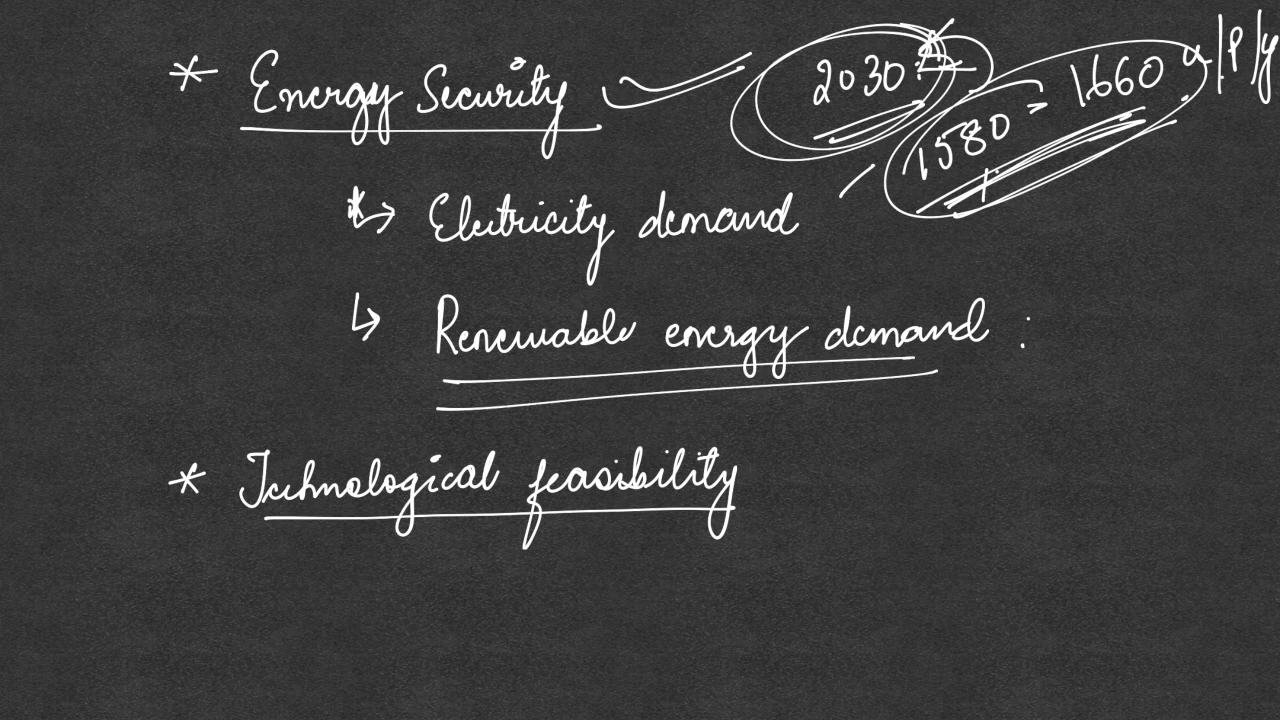 * Energy Security 2030
1580 - 1660 u/P/y
* ↳ Electricity demand
↳ Renewable energy demand :
* Technological feasibility